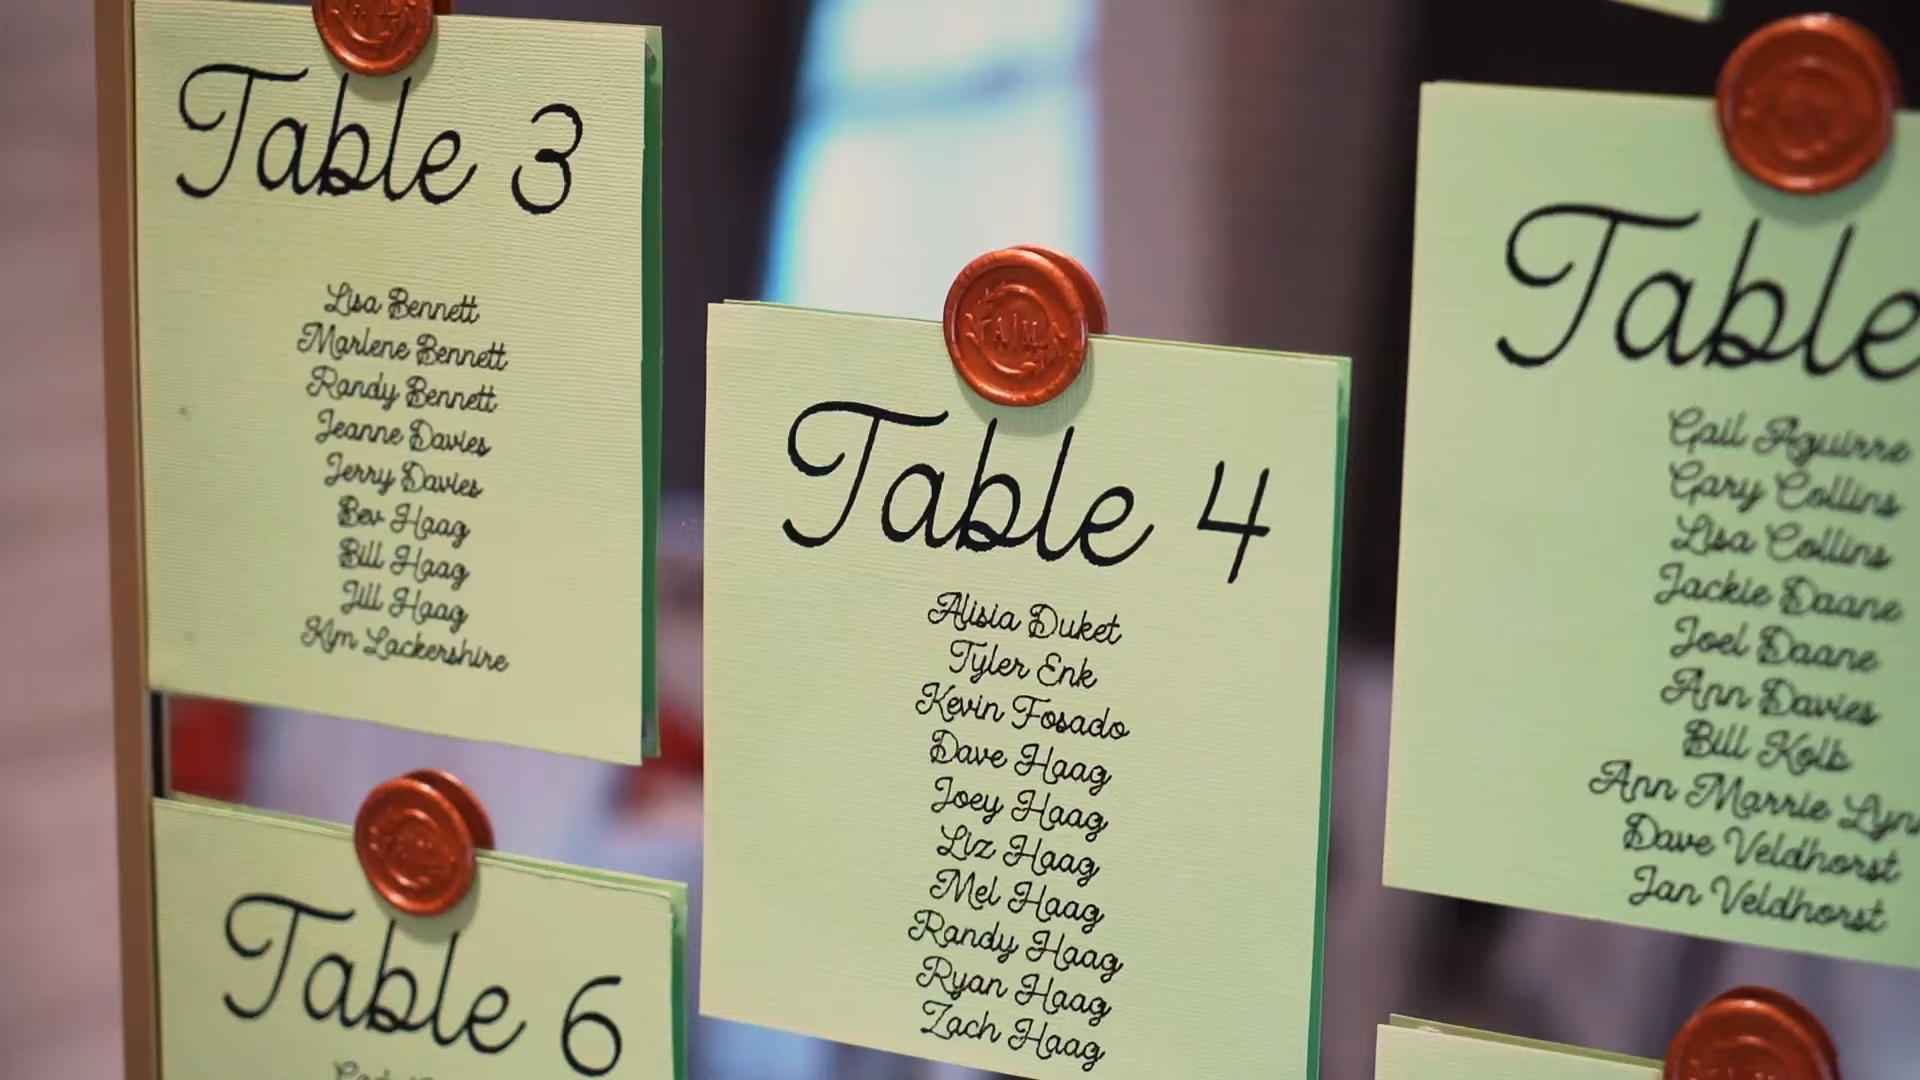 Table 3
Lisa Bennett
Marlene Bennett
Randy Bennett
Jeanne Davies
Jerry Davies
Bev Haag
Bill Haag
Jill Haag
Kim Lackershire
Table 4
Alisia Duket
Tyler Enk
Kevin Fosado
Dave Haag
Joey Haag
Liz Haag
Mel Haag
Randy Haag
Ryan Haag
Zach Haag
Table
Gail Aguirre
Gary Collins
Lisa Collins
Jackie Daane
Joel Daane
Ann Davies
Bill Kolb
Ann Marrie
Dave Veldhorst
Jan Veldhorst
Table 6